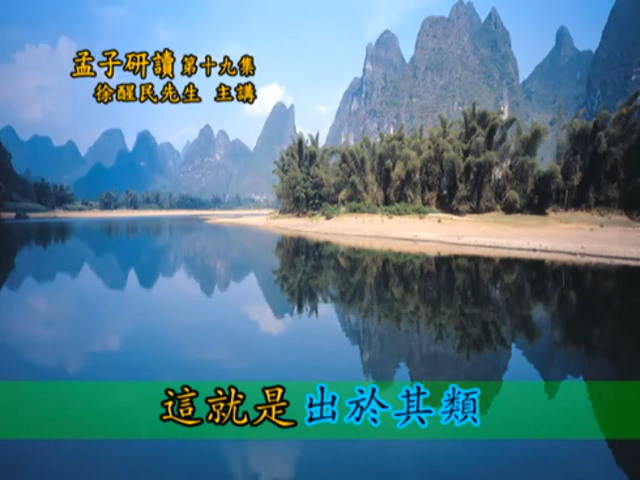 孟子研讀 第十九集
徐醒民先生 主講
這就是出於其類